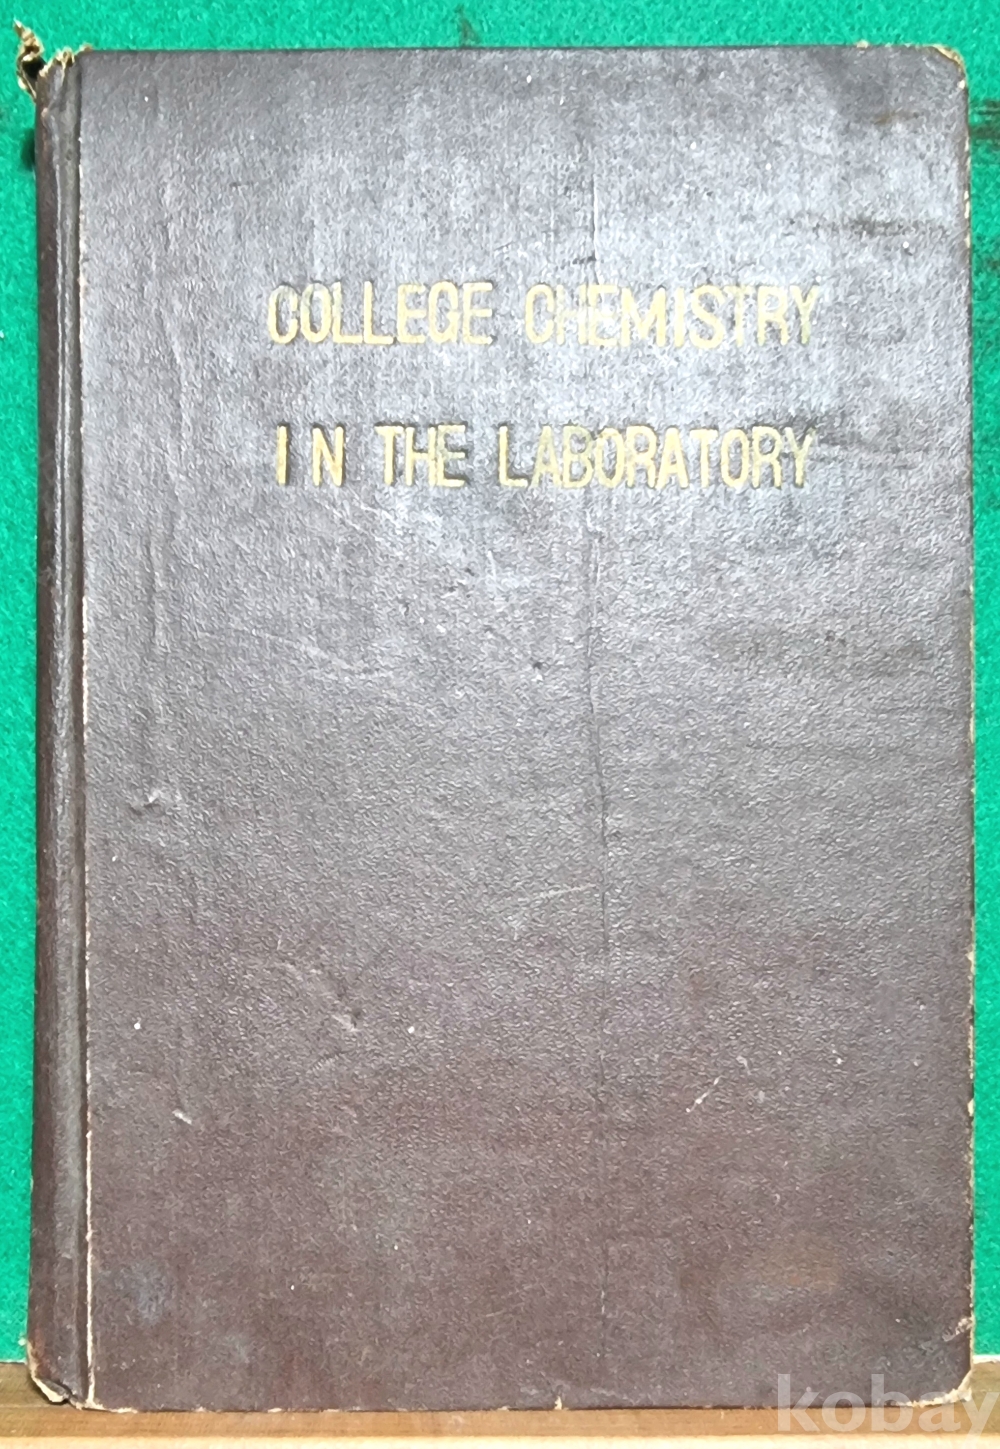 COLLEGE CHEMISTRY
IN THE LABORATORY
kobay